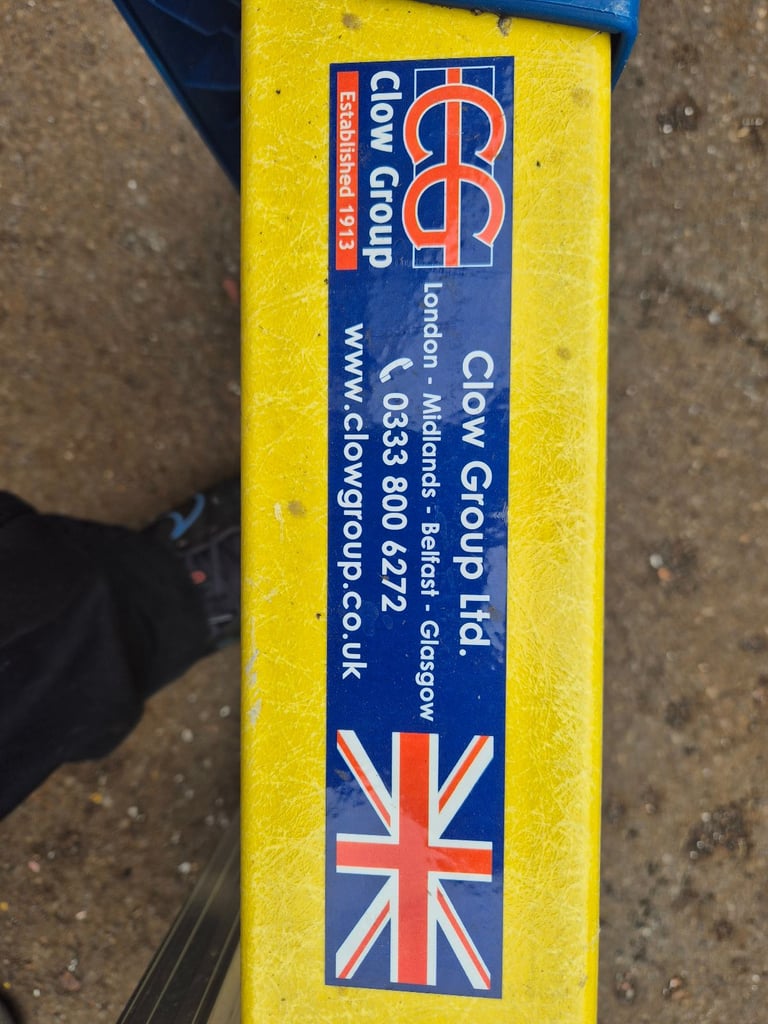 CG
Clow Group
Established 1913
Clow Group Ltd.
London - Midlands - Belfast - Glasgow
0333 800 6272
www.clowgroup.co.uk